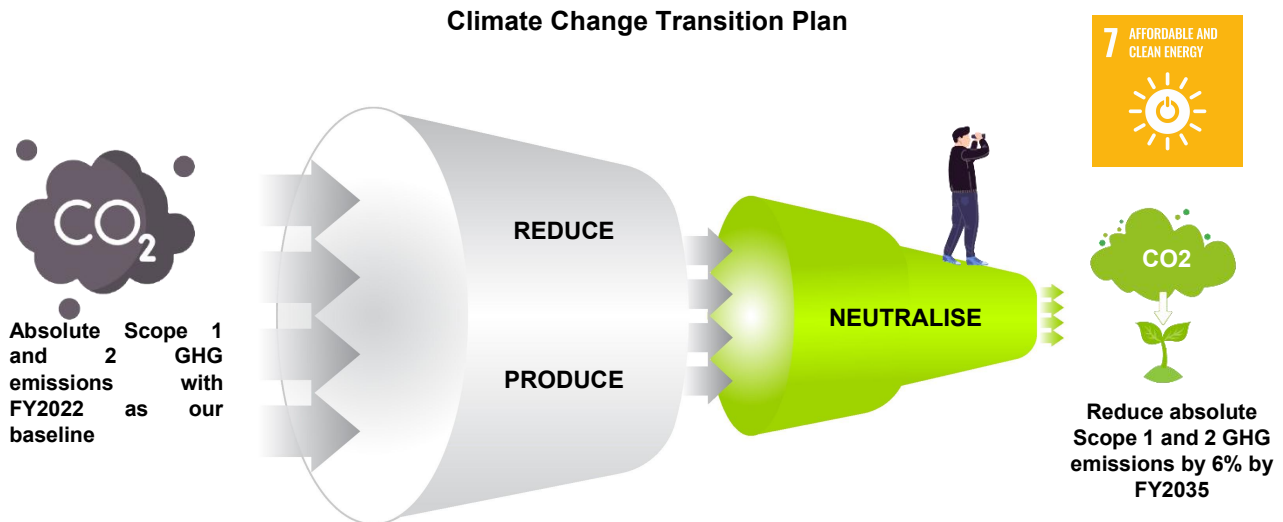 Climate Change Transition Plan
7 AFFORDABLE AND
CLEAN ENERGY
CO2
Absolute Scope 1
and 2 GHG
emissions with
FY2022 as our
baseline
REDUCE
PRODUCE
NEUTRALISE
CO2
Reduce absolute
Scope 1 and 2 GHG
emissions by 6% by
FY2035